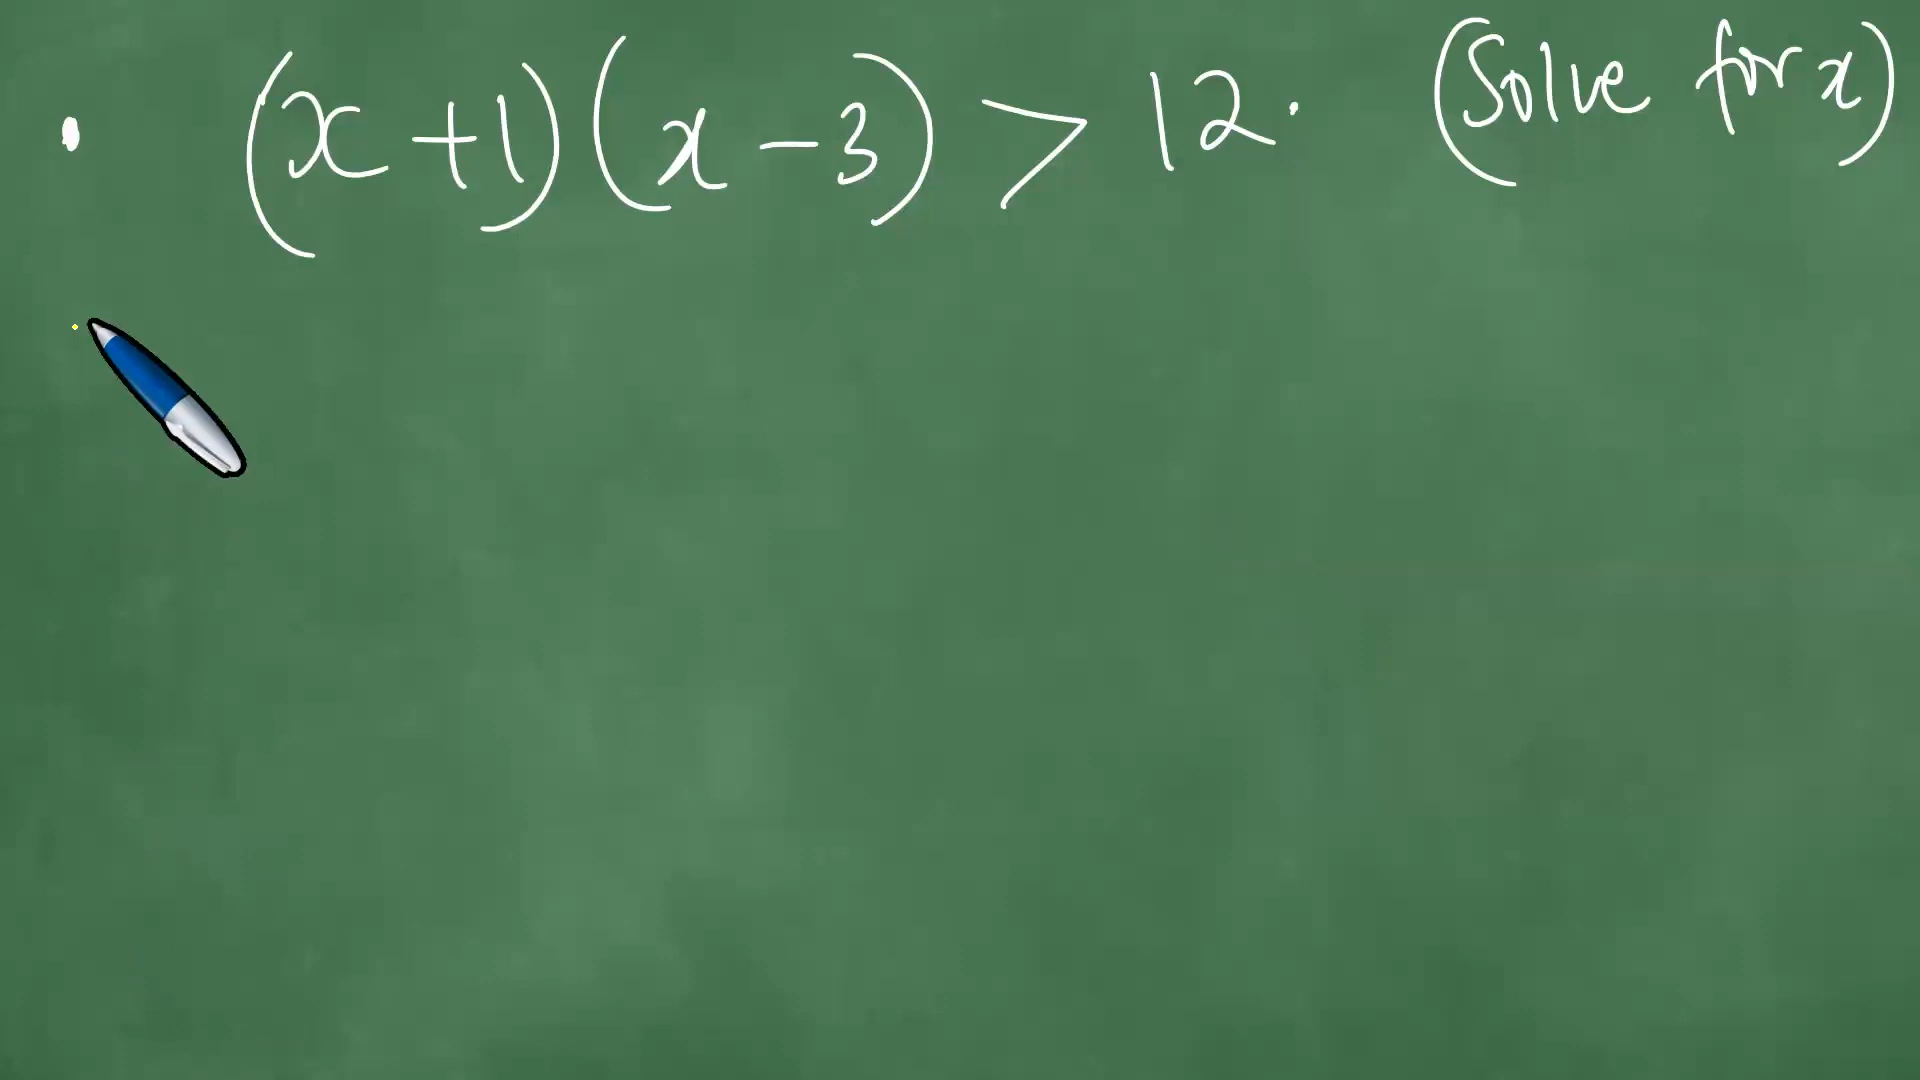 • (x+1)(x-3) > 12. (Solve for x)